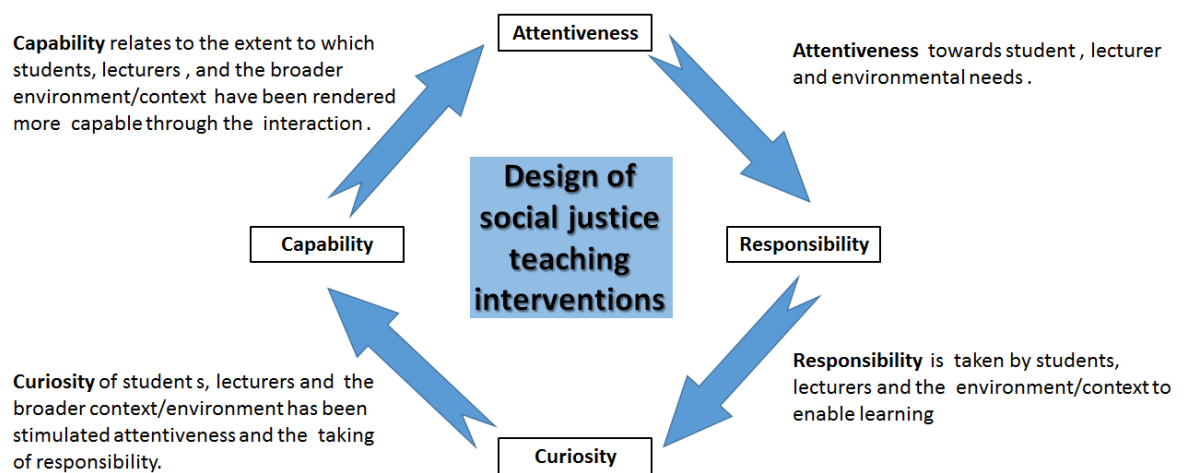 Attentiveness
Capability relates to the extent to which
students, lecturers , and the broader
environment/context have been rendered
more capable through the interaction .
Attentiveness towards student , lecturer
and environmental needs .
Design of
social justice
teaching
interventions
Capability
Responsibility
Curiosity of student s, lecturers and the
broader context/environment has been
stimulated attentiveness and the taking
of responsibility.
Responsibility is taken by students,
lecturers and the environment/context to
enable learning
Curiosity